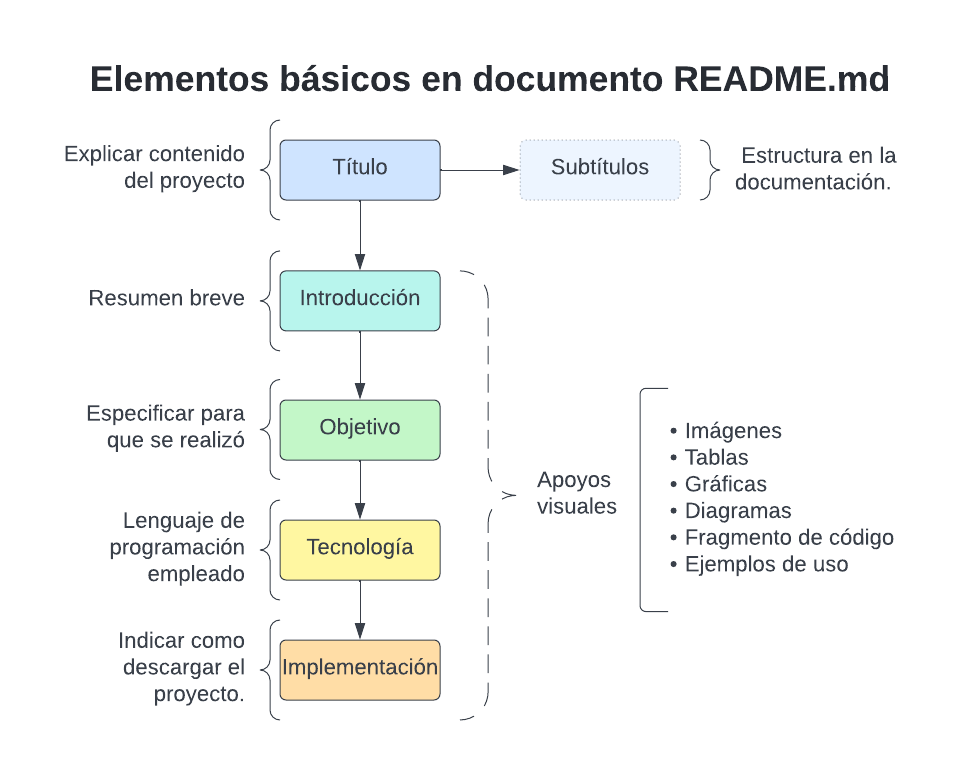 Elementos básicos en documento README.md
Explicar contenido
del proyecto
Título
Subtítulos
Estructura en la
documentación.
Resumen breve
Introducción
Especificar para
que se realizó
Objetivo
Lenguaje de
programación
empleado
Tecnología
Indicar como
descargar el
proyecto.
Implementación
Apoyos
visuales
• Imágenes
• Tablas
• Gráficas
• Diagramas
• Fragmento de código
• Ejemplos de uso